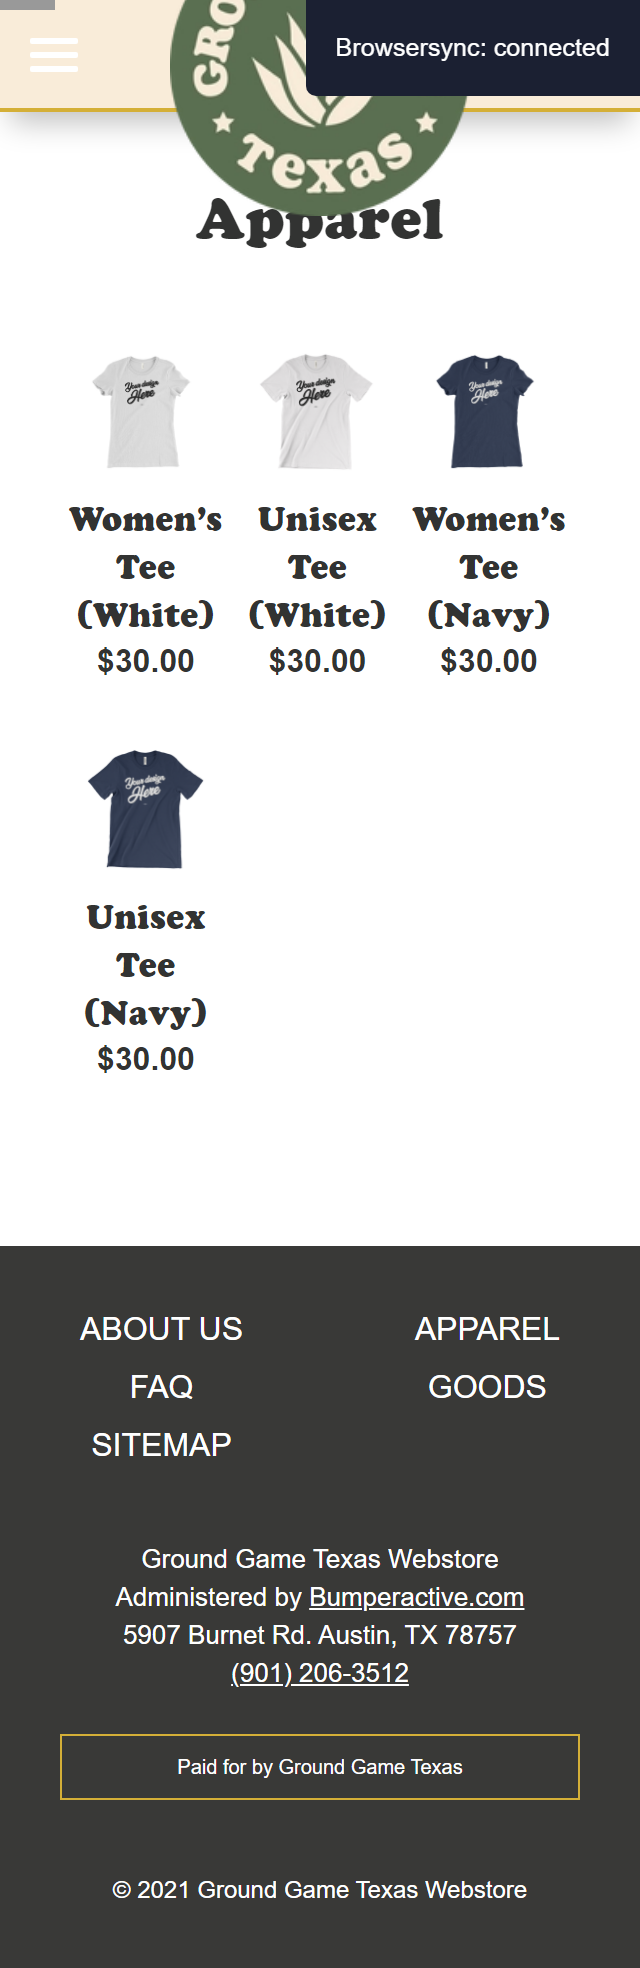 GRO
Browsersync: connected
Texas
Apparel
Your design
Here
Your design
Here
Your design
Here
Women's
Tee
(White)
$30.00
Unisex
Tee
(White)
$30.00
Women's
Tee
(Navy)
$30.00
Your design
Here
Unisex
Tee
(Navy)
$30.00
ABOUT US
FAQ
SITEMAP
APPAREL
GOODS
Ground Game Texas Webstore
Administered by Bumperactive.com
5907 Burnet Rd. Austin, TX 78757
(901) 206-3512
Paid for by Ground Game Texas
© 2021 Ground Game Texas Webstore